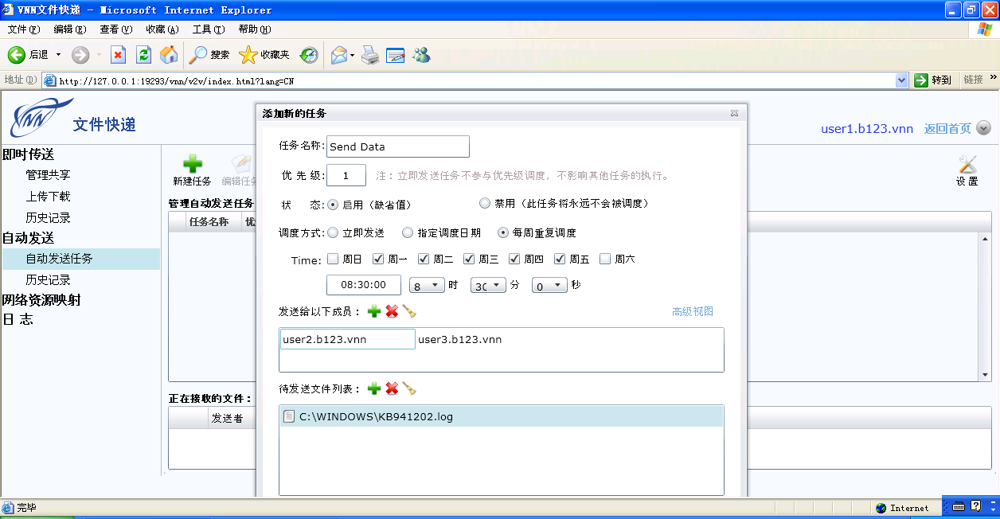 VNN文件快递 - Microsoft Internet Explorer
文件(F) 编辑(E) 查看(V) 收藏(A) 工具(T) 帮助(H)
后退 搜索 收藏夹
地址(D) http://127.0.0.1:19293/vnn/v2v/index.html?lang=CN 转到 链接 »
VNN 文件快递
user1.b123.vnn 返回首页
即时传送
管理共享
上传下载
历史记录
自动发送
自动发送任务
历史记录
网络资源映射
日 志
新建任务 编辑任务
设 置
管理自动发送任务
任务名称
正在接收的文件：
发送者
添加新的任务
任务名称: Send Data
优 先 级: 1 注：立即发送任务不参与优先级调度，不影响其他任务的执行。
状 态: 启用（缺省值） 禁用（此任务将永远不会被调度）
调度方式: 立即发送 指定调度日期 每周重复调度
Time: 周日 周一 周二 周三 周四 周五 周六
08:30:00 8 时 30 分 0 秒
发送给以下成员： 高级视图
user2.b123.vnn user3.b123.vnn
待发送文件列表：
C:\WINDOWS\KB941202.log
完毕 Internet